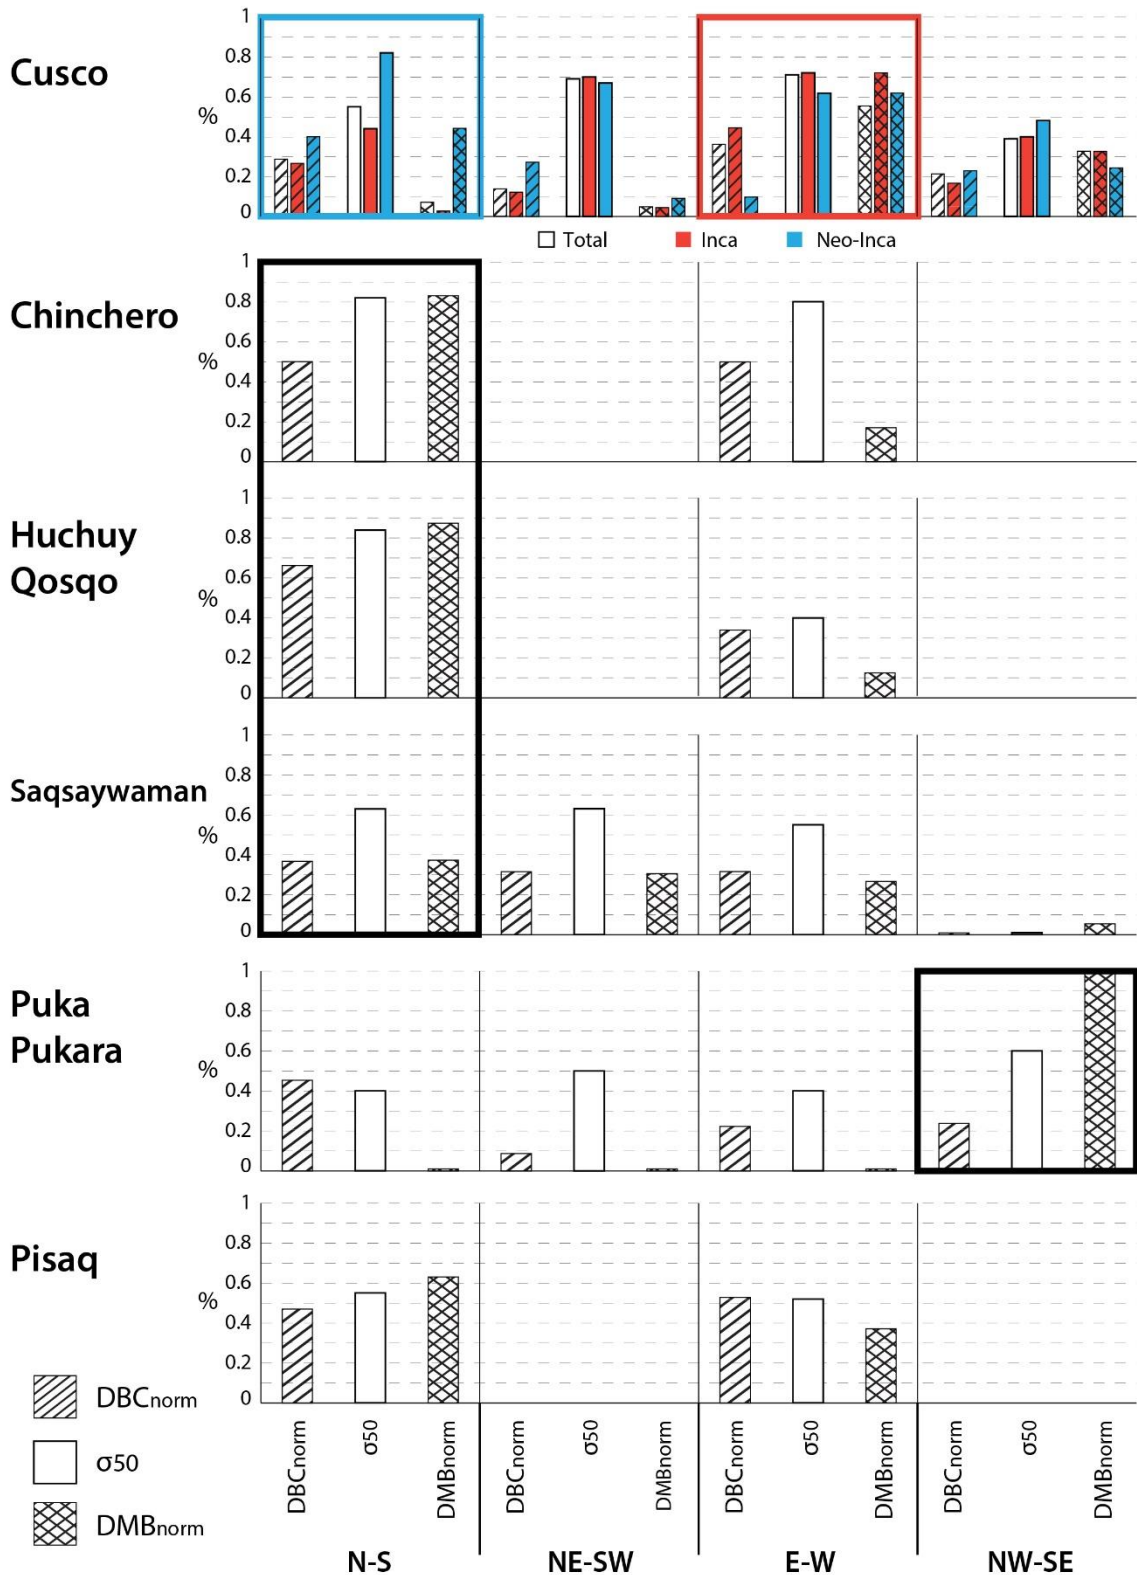 Cusco
%
1
0.8
0.6
0.4
0.2
0
Total
Inca
Neo-Inca
Chinchero
%
1
0.8
0.6
0.4
0.2
0
Huchuy
Qosqo
%
1
0.8
0.6
0.4
0.2
0
Saqsaywaman
%
1
0.8
0.6
0.4
0.2
0
Puka
Pukara
%
1
0.8
0.6
0.4
0.2
0
Pisaq
%
1
0.8
0.6
0.4
0.2
0
DBCnorm
σ50
DMBnorm
DBCnorm
σ50
DMBnorm
DBCnorm
σ50
DMBnorm
DBCnorm
σ50
DMBnorm
DBCnorm
σ50
DMBnorm
N-S
NE-SW
E-W
NW-SE